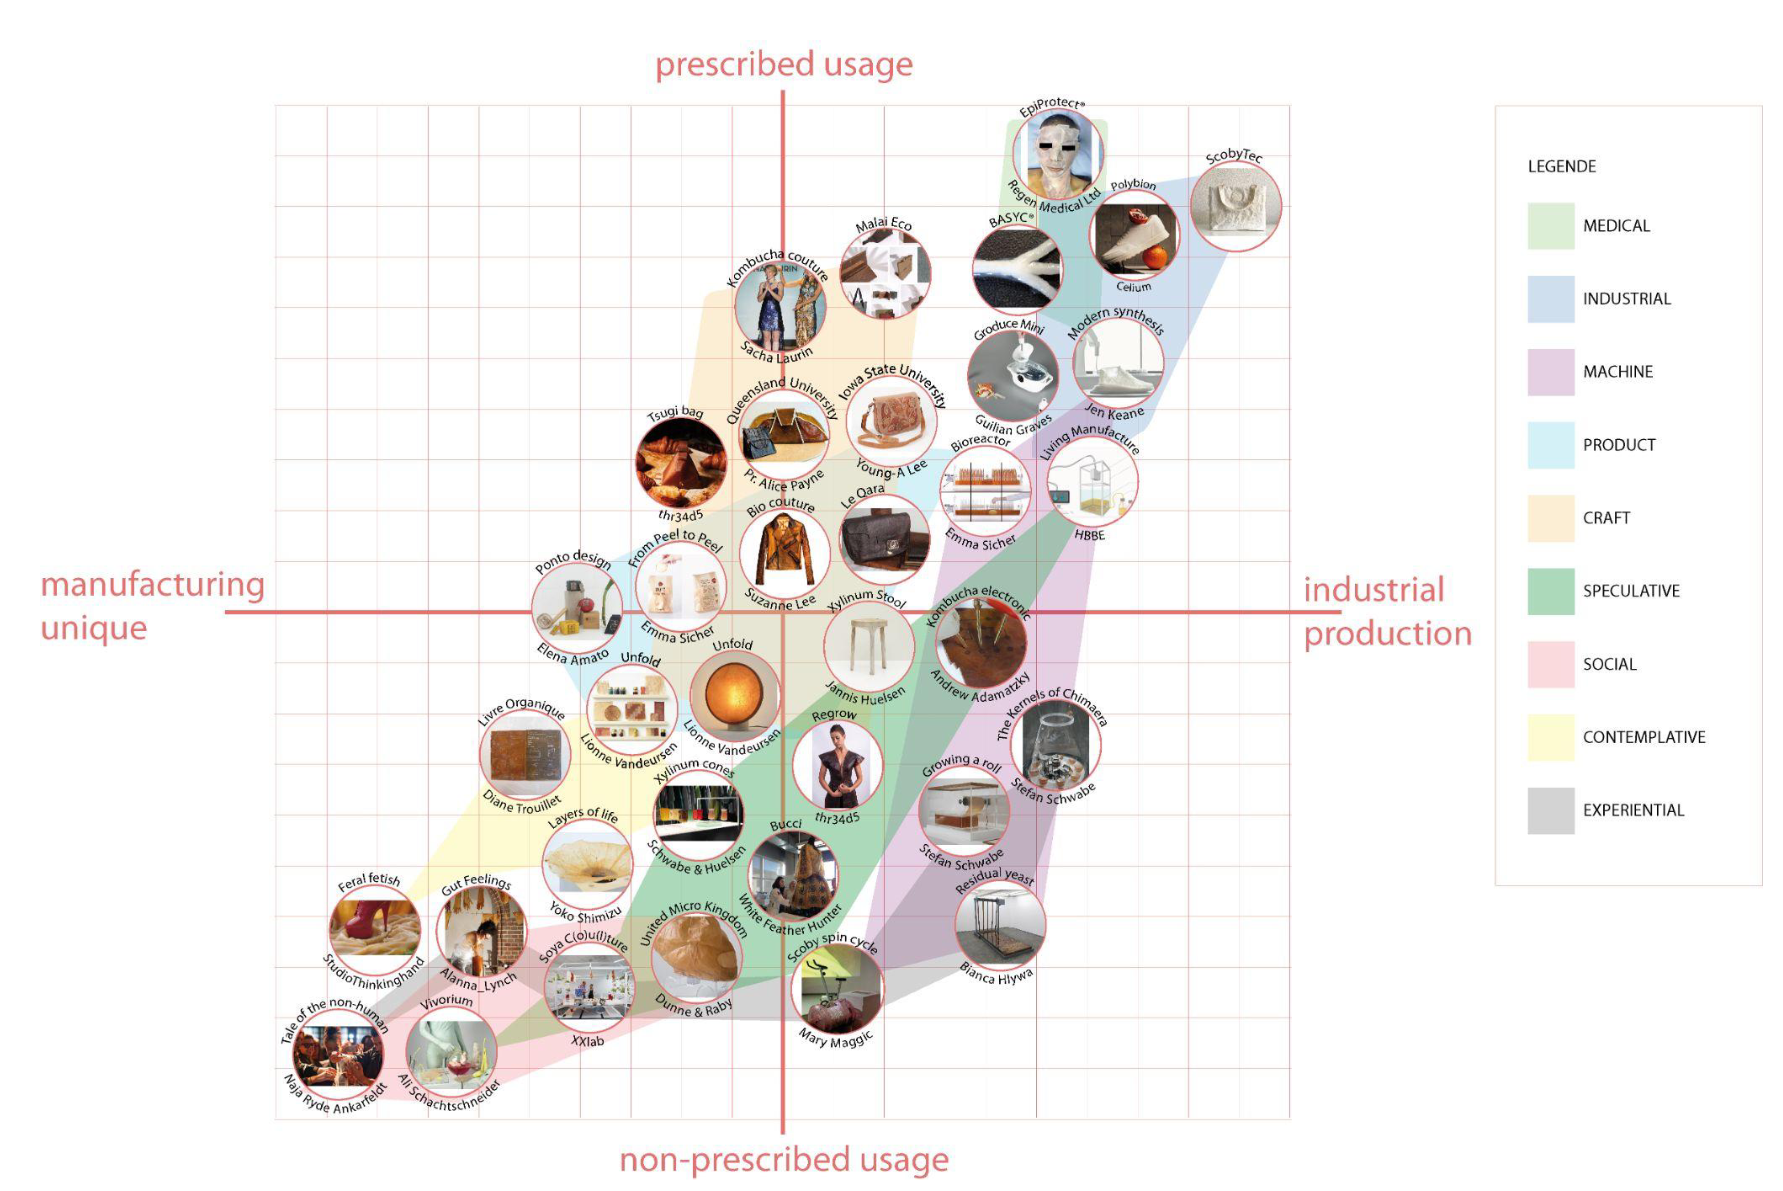 prescribed usage
EpiProtect®
Regen Medical Ltd
ScobyTec
Polybion
Celium
BASYC®
Malai Eco
Kombucha couture
Sacha Laurin
Groduce Mini
Guilian Graves
Modern synthesis
Jen Keane
Iowa State University
Young-A Lee
Queensland University
Pr. Alice Payne
Tsugi bag
thr34d5
Bioreactor
Emma Sicher
Living Manufacture
HBBE
Le Qara
Bio couture
Suzanne Lee
From Peel to Peel
Emma Sicher
Ponto design
Elena Amato
manufacturing
unique
industrial
production
Xylinum Stool
Jannis Huelsen
Kombucha electronic
Andrew Adamatzky
Unfold
Lionne Vandeursen
Unfold
Lionne Vandeursen
Livre Organique
Diane Trouillet
Regrow
thr34d5
The Kernels of Chimaera
Stefan Schwabe
Growing a roll
Stefan Schwabe
Xylinum cones
Schwabe & Huelsen
Layers of life
Yoko Shimizu
Bucci
White Feather Hunter
Residual yeast
Bianca Hlywa
Feral fetish
StudioThinkinghand
Gut Feelings
Alanna_Lynch
United Micro Kingdom
Dunne & Raby
Soya C(o)u(l)ture
XXlab
Scoby spin cycle
Mary Maggic
Tale of the non-human
Naja Ryde Ankarfeldt
Vivorium
Ali Schachtschneider
non-prescribed usage
LEGENDE
MEDICAL
INDUSTRIAL
MACHINE
PRODUCT
CRAFT
SPECULATIVE
SOCIAL
CONTEMPLATIVE
EXPERIENTIAL